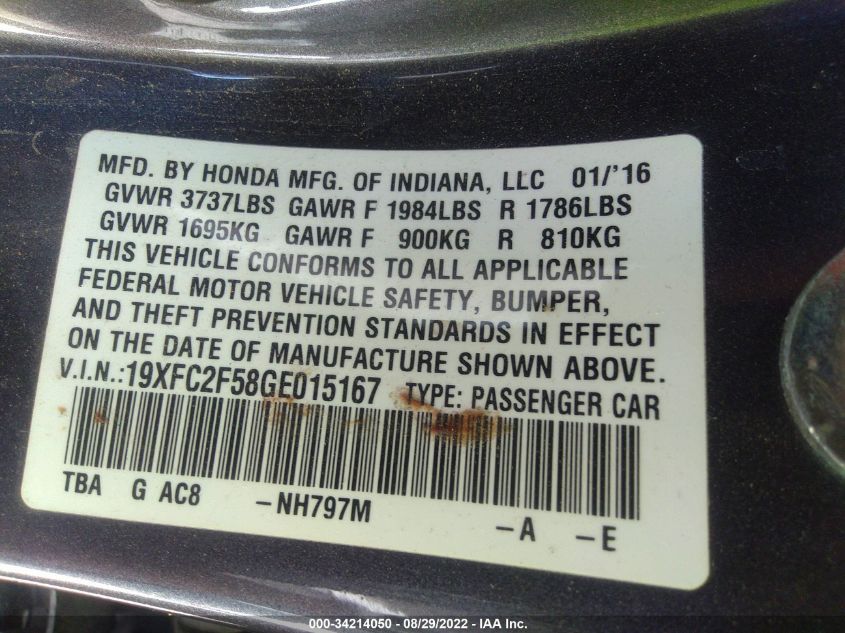 MFD. BY HONDA MFG. OF INDIANA, LLC 01/'16
GVWR 3737LBS GAWR F 1984LBS R 1786LBS
GVWR 1695KG GAWR F 900KG R 810KG
THIS VEHICLE CONFORMS TO ALL APPLICABLE
FEDERAL MOTOR VEHICLE SAFETY, BUMPER,
AND THEFT PREVENTION STANDARDS IN EFFECT
ON THE DATE OF MANUFACTURE SHOWN ABOVE.
V.I.N.:19XFC2F58GE015167 TYPE: PASSENGER CAR
TBA G AC8 -NH797M -A -E
000-34214050 - 08/29/2022 - IAA Inc.